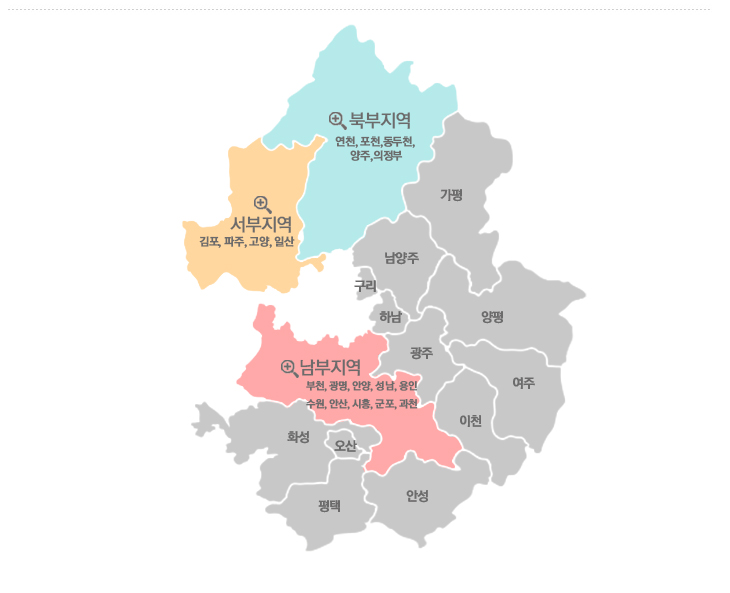 북부지역
연천, 포천,동두천,
양주,의정부
가평
서부지역
김포, 파주, 고양, 일산
남양주
구리
하남
양평
광주
남부지역
부천, 광명, 안양, 성남, 용인
수원, 안산, 시흥, 군포, 과천
여주
이천
화성
오산
안성
평택